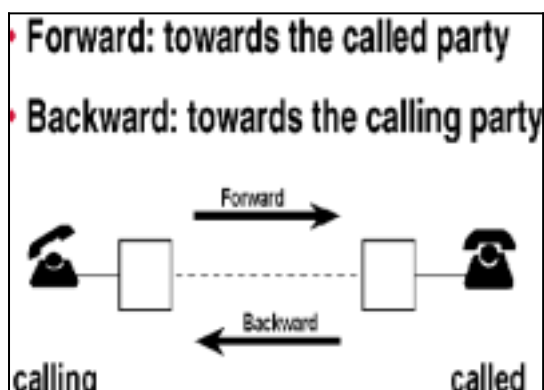 • Forward: towards the called party
• Backward: towards the calling party
Forward
Backward
calling called